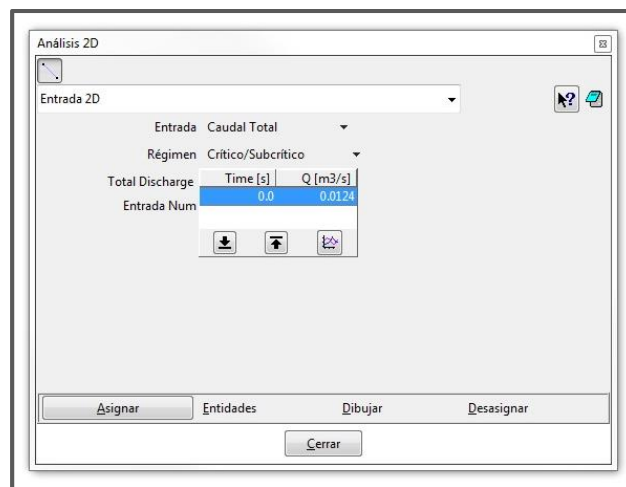 Análisis 2D
Entrada 2D
Entrada Caudal Total
Régimen Crítico/Subcrítico
Total Discharge Time [s] Q [m3/s]
0.0 0.0124
Entrada Num
Asignar Entidades Dibujar Desasignar
Cerrar